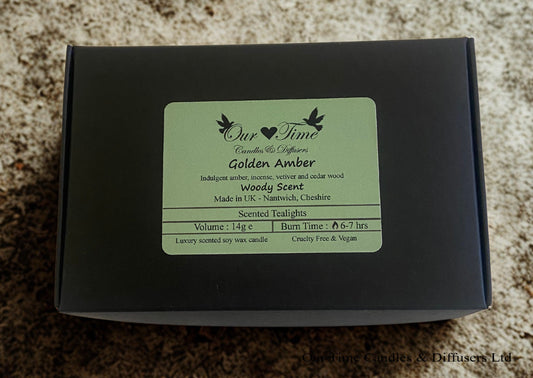 Our Time
Candles & Diffusers
Golden Amber
Indulgent amber, incense, vetiver and cedar wood
Woody Scent
Made in UK - Nantwich, Cheshire
Scented Tealights
Volume : 14g e Burn Time : 6-7 hrs
Luxury scented soy wax candle Cruelty Free & Vegan
Our Time Candles & Diffusers Ltd